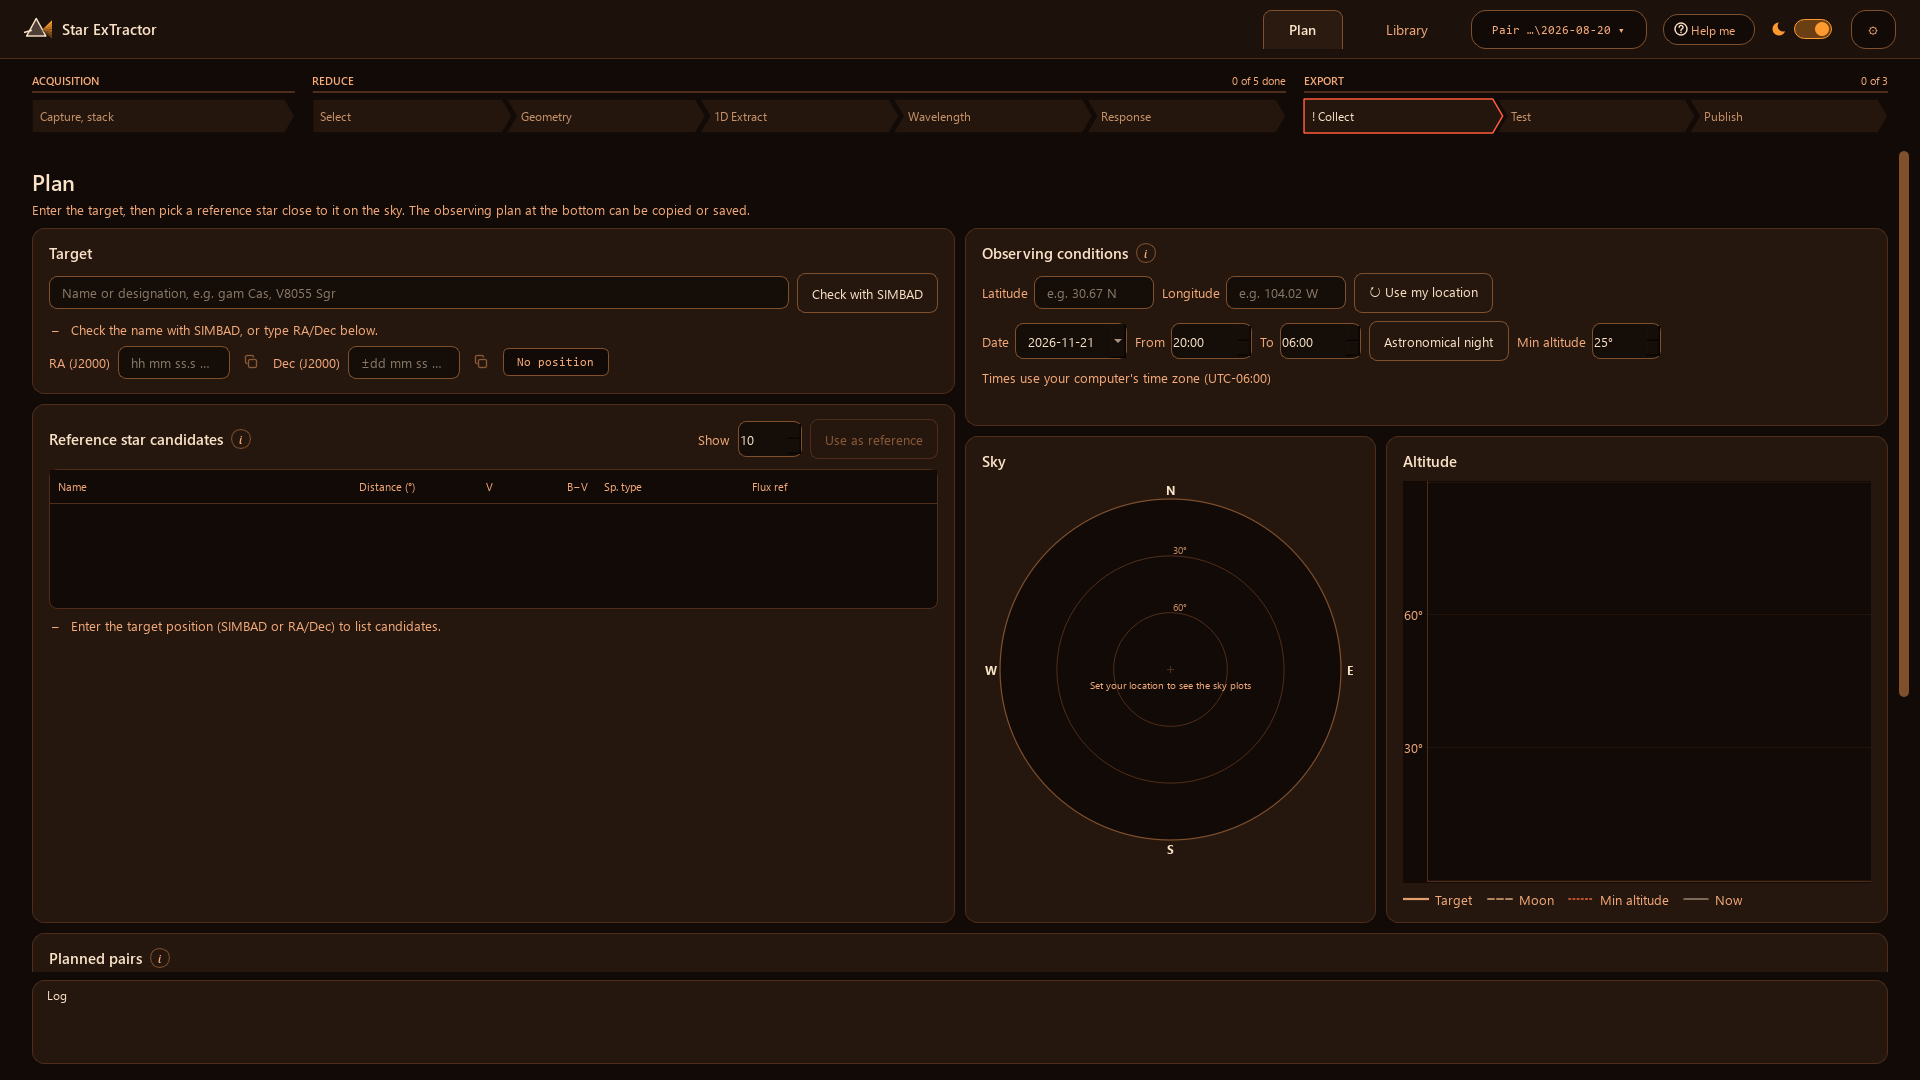 Star ExTractor
Plan
Library
Pair …\2026-08-20 ▾
Help me
ACQUISITION
REDUCE
0 of 5 done
EXPORT
0 of 3
Capture, stack
Select
Geometry
1D Extract
Wavelength
Response
! Collect
Test
Publish
Plan
Enter the target, then pick a reference star close to it on the sky. The observing plan at the bottom can be copied or saved.
Target
Name or designation, e.g. gam Cas, V8055 Sgr
Check with SIMBAD
– Check the name with SIMBAD, or type RA/Dec below.
RA (J2000)
hh mm ss.s ...
Dec (J2000)
±dd mm ss ...
No position
Observing conditions
i
Latitude
e.g. 30.67 N
Longitude
e.g. 104.02 W
Use my location
Date
2026-11-21
From
20:00
To
06:00
Astronomical night
Min altitude
25°
Times use your computer's time zone (UTC-06:00)
Reference star candidates
i
Show
10
Use as reference
Name
Distance (°)
V
B−V
Sp. type
Flux ref
– Enter the target position (SIMBAD or RA/Dec) to list candidates.
Sky
N
30°
60°
W
E
Set your location to see the sky plots
S
Altitude
60°
30°
Target
Moon
Min altitude
Now
Planned pairs
i
Log